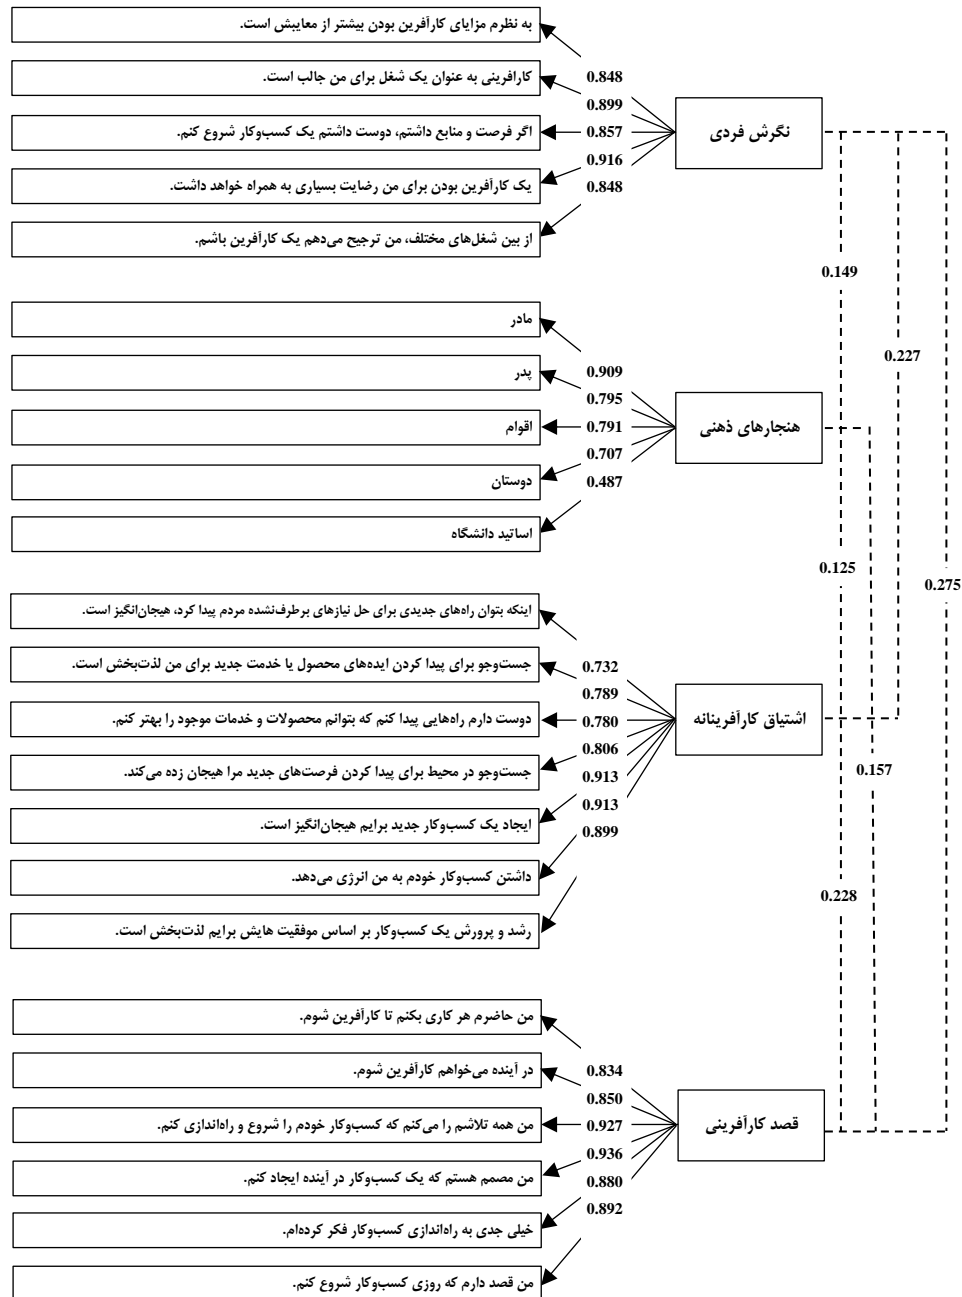 به نظرم مزایای کارآفرین بودن بیشتر از معایبش است.
کارافرینی به عنوان یک شغل برای من جالب است.
اگر فرصت و منابع داشتم، دوست داشتم یک کسب‌وکار شروع کنم.
یک کارآفرین بودن برای من رضایت بسیاری به همراه خواهد داشت.
از بین شغل‌های مختلف، من ترجیح می‌دهم یک کارآفرین باشم.
0.848
0.899
0.857
0.916
0.848
نگرش فردی
مادر
پدر
اقوام
دوستان
اساتید دانشگاه
0.909
0.795
0.791
0.707
0.487
هنجارهای ذهنی
اینکه بتوان راه‌های جدیدی برای حل نیازهای برطرف‌نشده مردم پیدا کرد، هیجان‌انگیز است.
جست‌وجو برای پیدا کردن ایده‌های محصول یا خدمت جدید برای من لذت‌بخش است.
دوست دارم راه‌هایی پیدا کنم که بتوانم محصولات و خدمات موجود را بهتر کنم.
جست‌وجو در محیط برای پیدا کردن فرصت‌های جدید مرا هیجان زده می‌کند.
ایجاد یک کسب‌وکار جدید برایم هیجان‌انگیز است.
داشتن کسب‌وکار خودم به من انرژی می‌دهد.
رشد و پرورش یک کسب‌وکار بر اساس موفقیت هایش برایم لذت‌بخش است.
0.732
0.789
0.780
0.806
0.913
0.913
0.899
اشتیاق کارآفرینانه
من حاضرم هر کاری بکنم تا کارآفرین شوم.
در آینده می‌خواهم کارآفرین شوم.
من همه تلاشم را می‌کنم که کسب‌وکار خودم را شروع و راه‌اندازی کنم.
من مصمم هستم که یک کسب‌وکار در آینده ایجاد کنم.
خیلی جدی به راه‌اندازی کسب‌وکار فکر کرده‌ام.
من قصد دارم که روزی کسب‌وکار شروع کنم.
0.834
0.850
0.927
0.936
0.880
0.892
قصد کارآفرینی
0.149
0.227
0.125
0.275
0.157
0.228